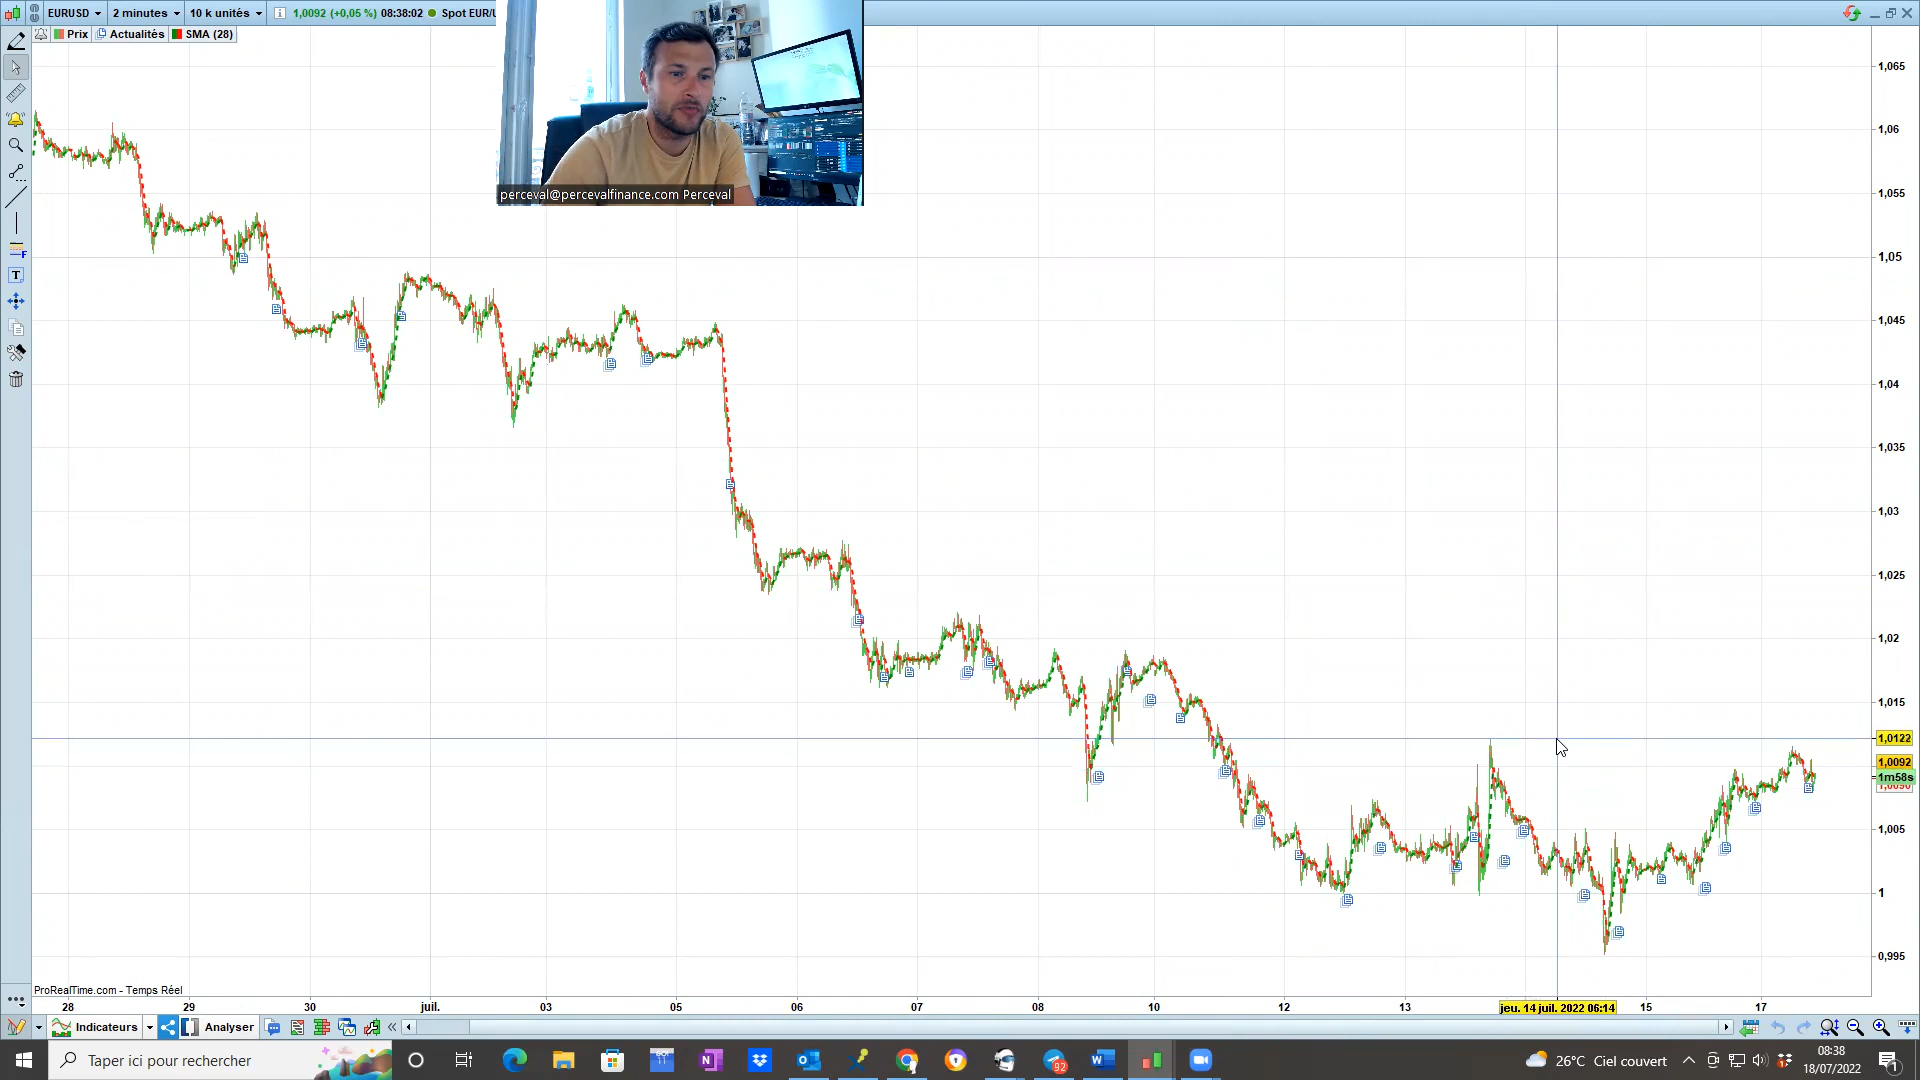 EURUSD 2 minutes 10 k unités 1,0092 (+0,05 %) 08:38:02 Spot EUR/U
Prix Actualités SMA (28)
perceval@percevalfinance.com Perceval
1,065
1,06
1,055
1,05
1,045
1,04
1,035
1,03
1,025
1,02
1,015
1,0122
1,0092
1m58s
1,005
1
0,995
ProRealTime.com - Temps Réel
28 29 30 juil. 03 05 06 07 08 10 12 13 jeu. 14 juil. 2022 06:14 15 17
Indicateurs Analyser
Taper ici pour rechercher
92
26°C Ciel couvert
08:38
18/07/2022
1